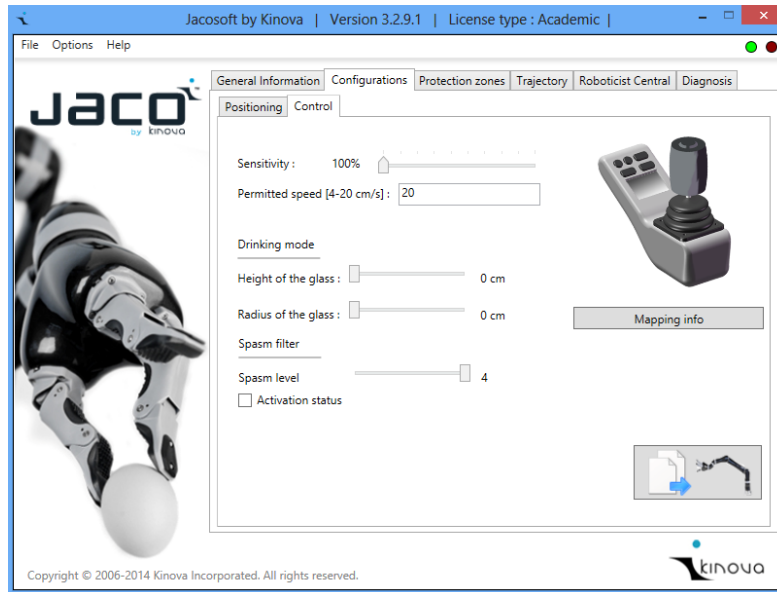 Jacosoft by Kinova | Version 3.2.9.1 | License type : Academic |
File Options Help
General Information Configurations Protection zones Trajectory Roboticist Central Diagnosis
Positioning Control
Jaco
by kinova
Sensitivity : 100%
Permitted speed [4-20 cm/s] : 20
Drinking mode
Height of the glass : 0 cm
Radius of the glass : 0 cm
Mapping info
Spasm filter
Spasm level 4
Activation status
kinova
Copyright © 2006-2014 Kinova Incorporated. All rights reserved.